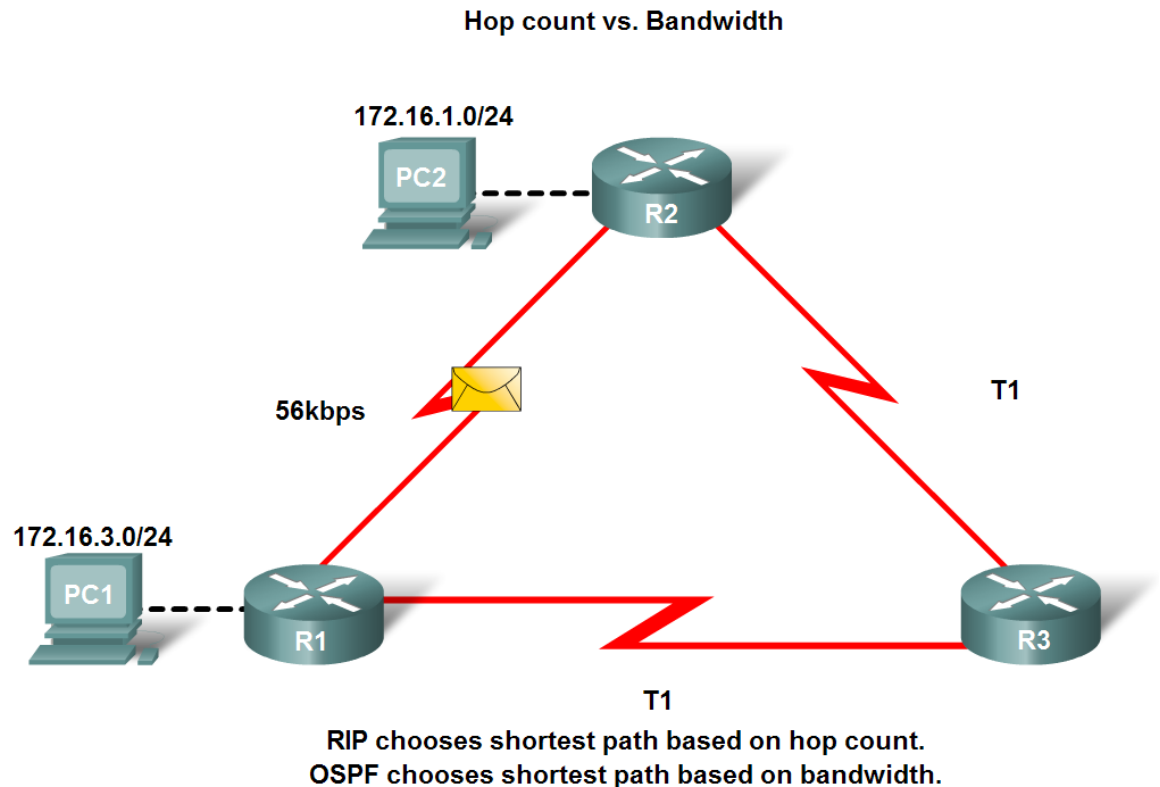 Hop count vs. Bandwidth
172.16.1.0/24
PC2
R2
56kbps
T1
172.16.3.0/24
PC1
R1
R3
T1
RIP chooses shortest path based on hop count.
OSPF chooses shortest path based on bandwidth.